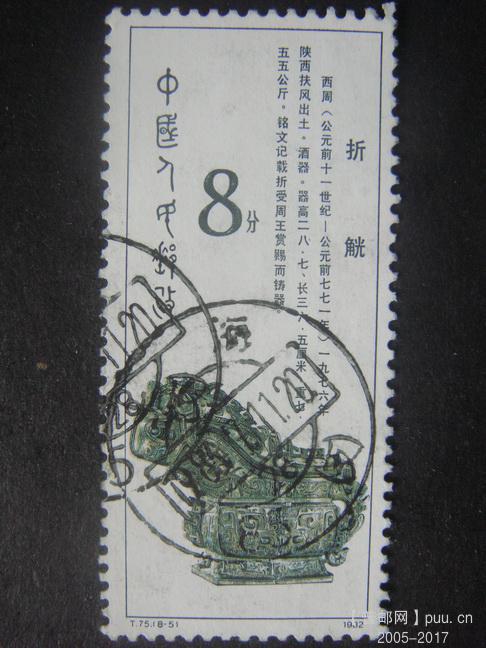 折觥
西周（公元前十一世纪—公元前七七一年）一九七六年
陕西扶风出土。酒器。器高二八·七、长三六·五厘米、重七·
五五公斤。铭文记载折受周王赏赐而铸器。
8分
中国人民邮政
T.75.(8-5)
1982
邮网】puu.cn
2005-2017